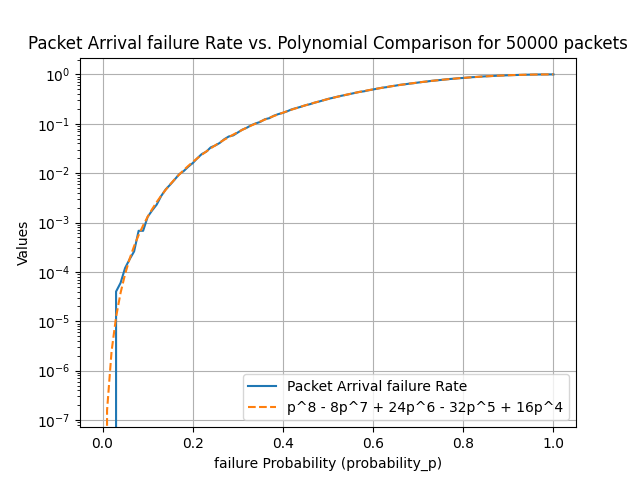 Packet Arrival failure Rate vs. Polynomial Comparison for 50000 packets
Values
10^0
10^-1
10^-2
10^-3
10^-4
10^-5
10^-6
10^-7
Packet Arrival failure Rate
p^8 - 8p^7 + 24p^6 - 32p^5 + 16p^4
0.0 0.2 0.4 0.6 0.8 1.0
failure Probability (probability_p)